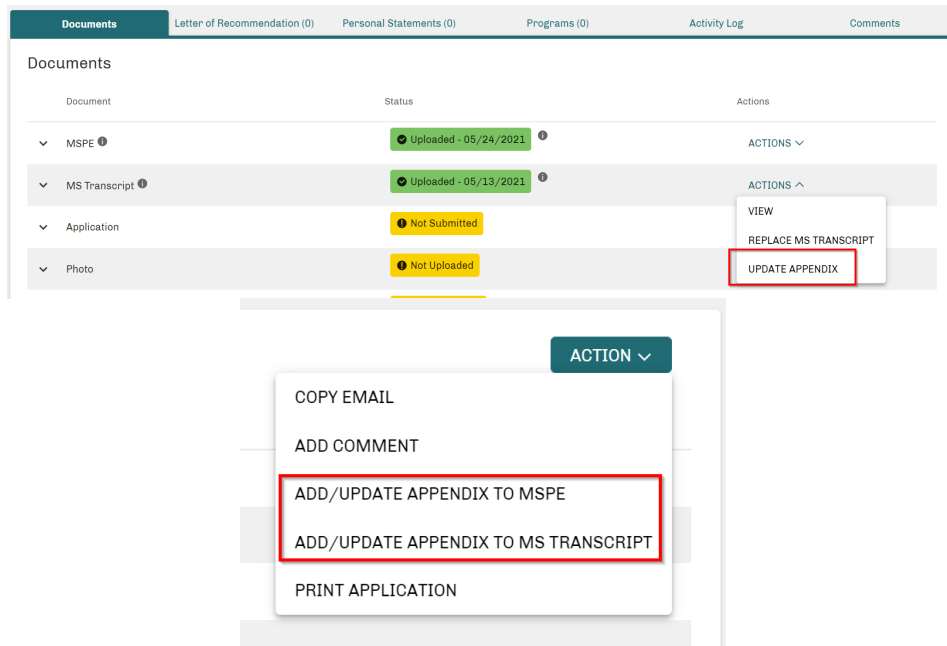 Documents Letter of Recommendation (0) Personal Statements (0) Programs (0) Activity Log Comments
Documents
Document Status Actions
MSPE Uploaded - 05/24/2021 ACTIONS
MS Transcript Uploaded - 05/13/2021 ACTIONS
VIEW
Application Not Submitted
REPLACE MS TRANSCRIPT
Photo Not Uploaded UPDATE APPENDIX
ACTION
COPY EMAIL
ADD COMMENT
ADD/UPDATE APPENDIX TO MSPE
ADD/UPDATE APPENDIX TO MS TRANSCRIPT
PRINT APPLICATION